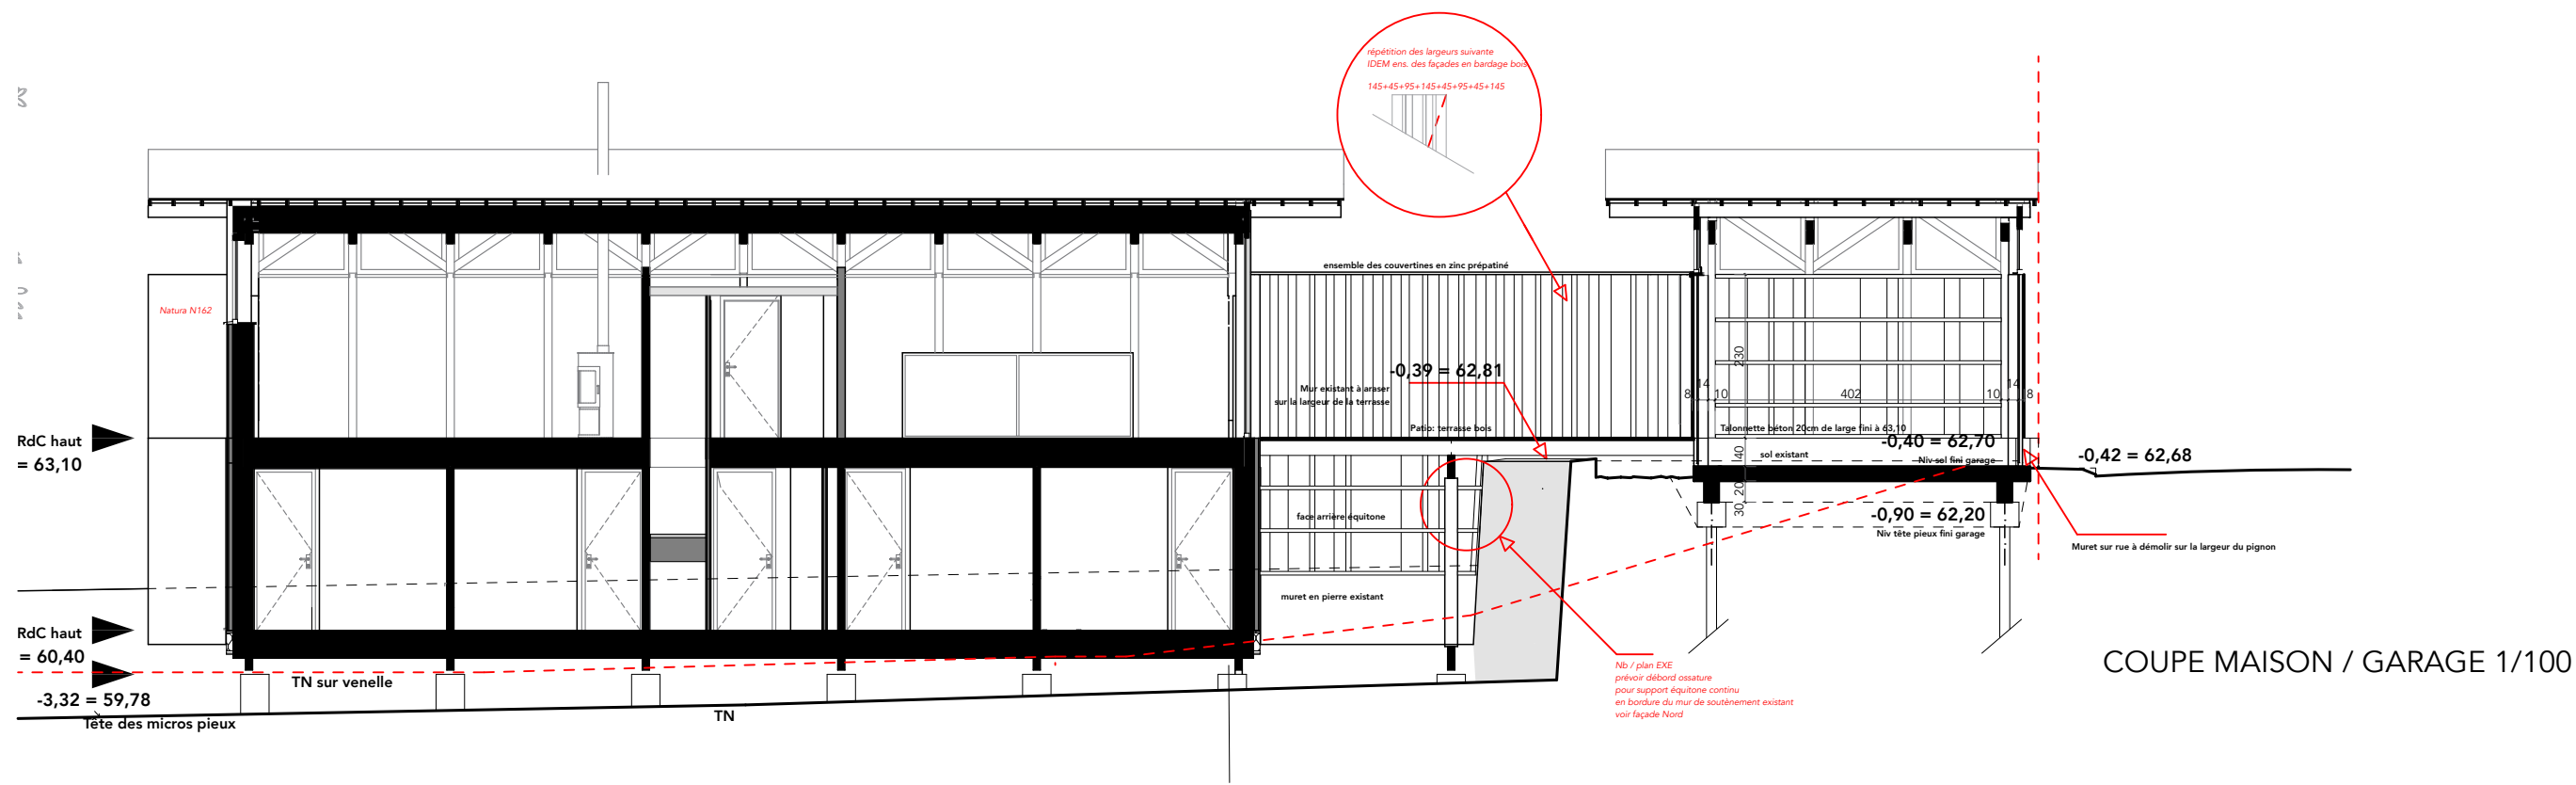 répétition des largeurs suivante
IDEM ens. des façades en bardage bois
145+45+95+145+45+95+45+145
ensemble des couvertines en zinc prépatiné
Natura N162
230
-0,39 = 62,81
Mur existant à araser
sur la largeur de la terrasse
8 14 10 402 10 14 8
Patio: terrasse bois
Talonnette béton 20cm de large fini à 63,10
RdC haut
= 63,10
-0,40 = 62,70
Niv sol fini garage
sol existant
40
-0,42 = 62,68
20
30
face arrière équitone
-0,90 = 62,20
Niv tête pieux fini garage
Muret sur rue à démolir sur la largeur du pignon
muret en pierre existant
RdC haut
= 60,40
-3,32 = 59,78
Tête des micros pieux
TN sur venelle
TN
Nb / plan EXE
prévoir débord ossature
pour support équitone continu
en bordure du mur de soutènement existant
voir façade Nord
COUPE MAISON / GARAGE 1/100